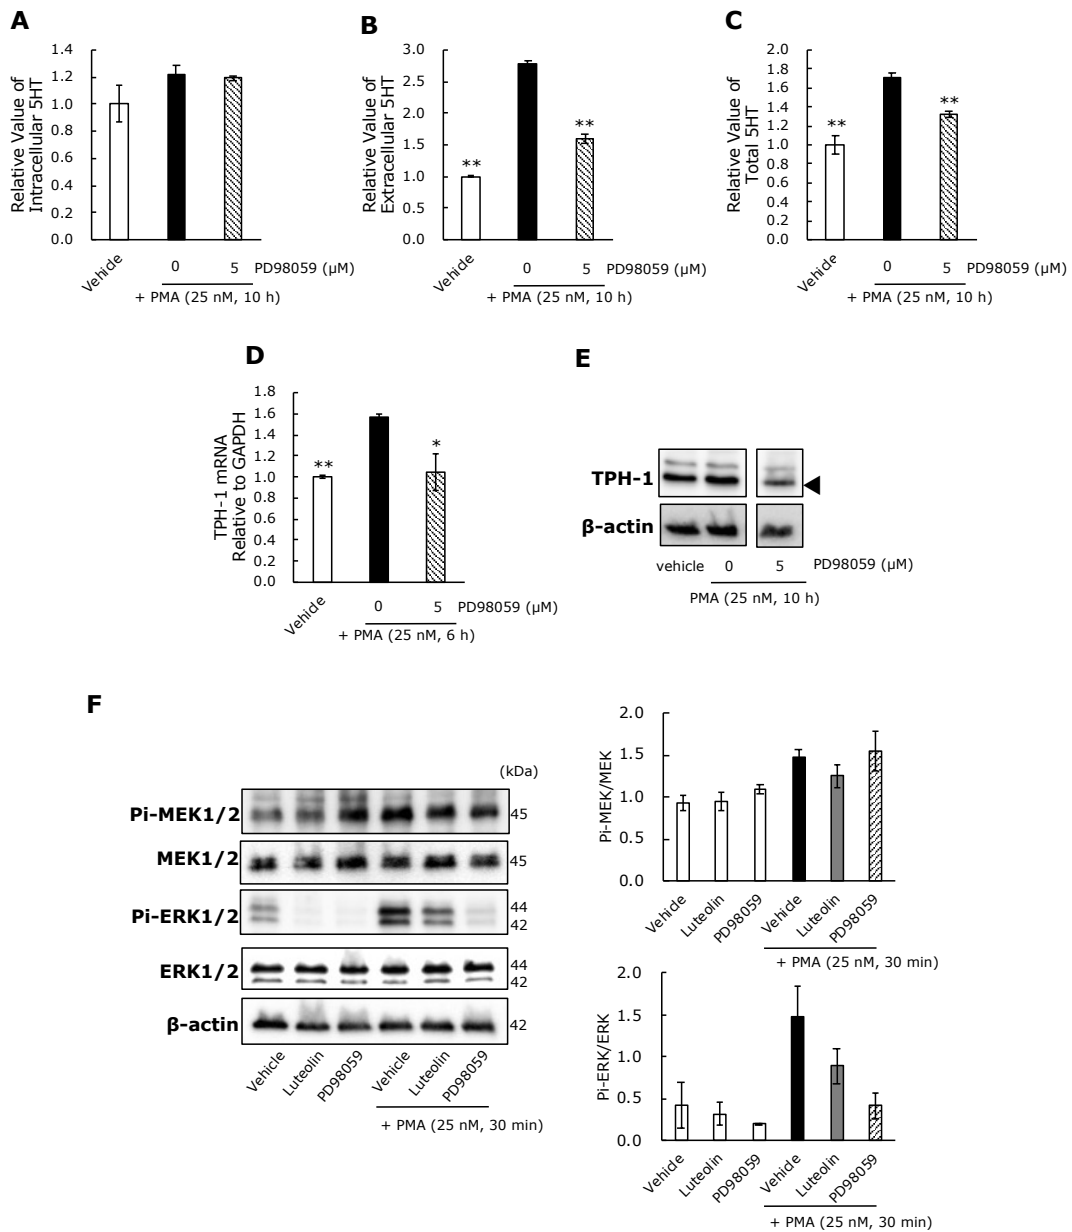 A
Relative Value of
Intracellular 5HT
1.4
1.2
1.0
0.8
0.6
0.4
0.2
0.0
Vehicle
0
5
PD98059 (µM)
+ PMA (25 nM, 10 h)
B
Relative Value of
Extracellular 5HT
3.0
2.5
2.0
1.5
1.0
0.5
0.0
**
**
Vehicle
0
5
PD98059 (µM)
+ PMA (25 nM, 10 h)
C
Relative Value of
Total 5HT
2.0
1.8
1.6
1.4
1.2
1.0
0.8
0.6
0.4
0.2
0.0
**
**
Vehicle
0
5
PD98059 (µM)
+ PMA (25 nM, 10 h)
D
TPH-1 mRNA
Relative to GAPDH
1.8
1.6
1.4
1.2
1.0
0.8
0.6
0.4
0.2
0.0
**
*
Vehicle
0
5
PD98059 (µM)
+ PMA (25 nM, 6 h)
E
TPH-1
β-actin
vehicle
0
5
PD98059 (µM)
PMA (25 nM, 10 h)
F
(kDa)
Pi-MEK1/2
45
MEK1/2
45
Pi-ERK1/2
44
42
ERK1/2
44
42
β-actin
42
Vehicle
Luteolin
PD98059
Vehicle
Luteolin
PD98059
+ PMA (25 nM, 30 min)
Pi-MEK/MEK
2.0
1.5
1.0
0.5
0.0
Vehicle
Luteolin
PD98059
Vehicle
Luteolin
PD98059
+ PMA (25 nM, 30 min)
Pi-ERK/ERK
2.0
1.5
1.0
0.5
0.0
Vehicle
Luteolin
PD98059
Vehicle
Luteolin
PD98059
+ PMA (25 nM, 30 min)